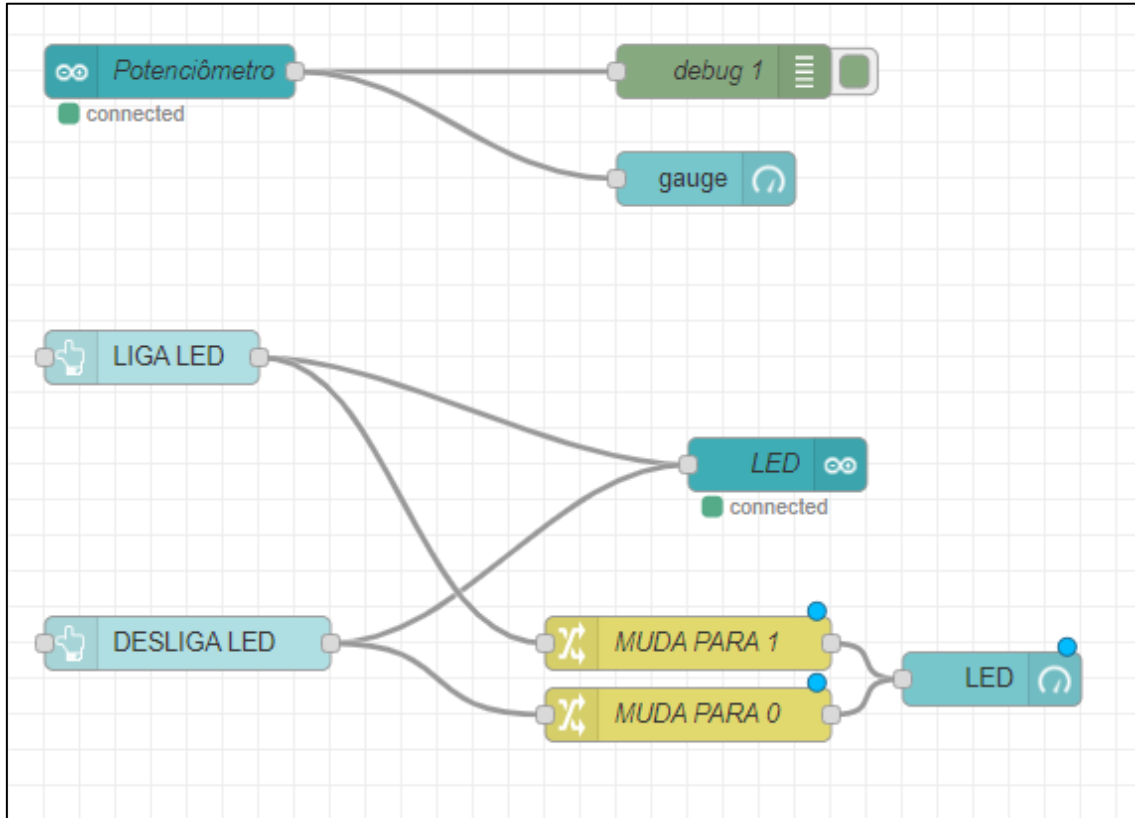 Potenciômetro
debug 1
connected
gauge
LIGA LED
LED
connected
DESLIGA LED
MUDA PARA 1
LED
MUDA PARA 0